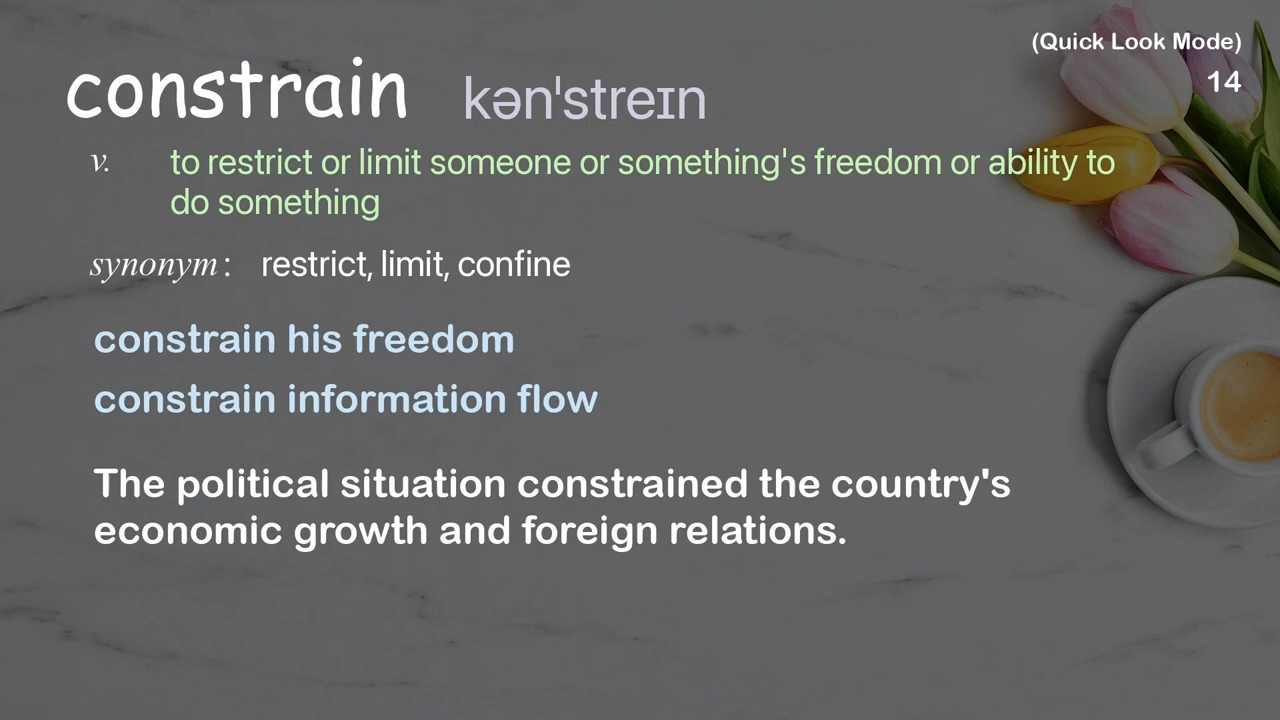 (Quick Look Mode)
14
constrain kən'streɪn
v. to restrict or limit someone or something's freedom or ability to
do something
synonym: restrict, limit, confine
constrain his freedom
constrain information flow
The political situation constrained the country's
economic growth and foreign relations.